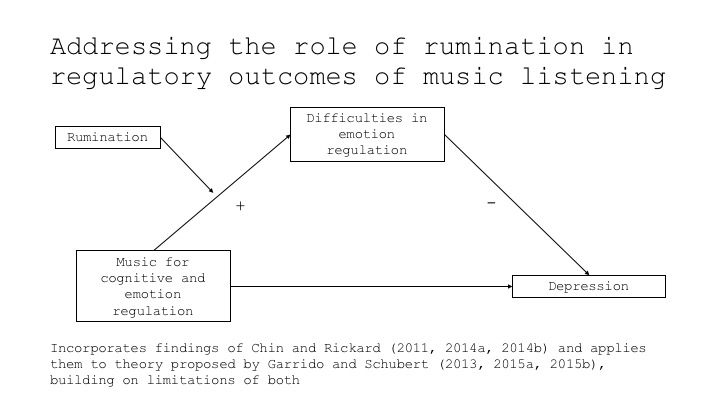 Addressing the role of rumination in
regulatory outcomes of music listening
Difficulties in
emotion
regulation
Rumination
+
–
Music for
cognitive and
emotion
regulation
Depression
Incorporates findings of Chin and Rickard (2011, 2014a, 2014b) and applies
them to theory proposed by Garrido and Schubert (2013, 2015a, 2015b),
building on limitations of both